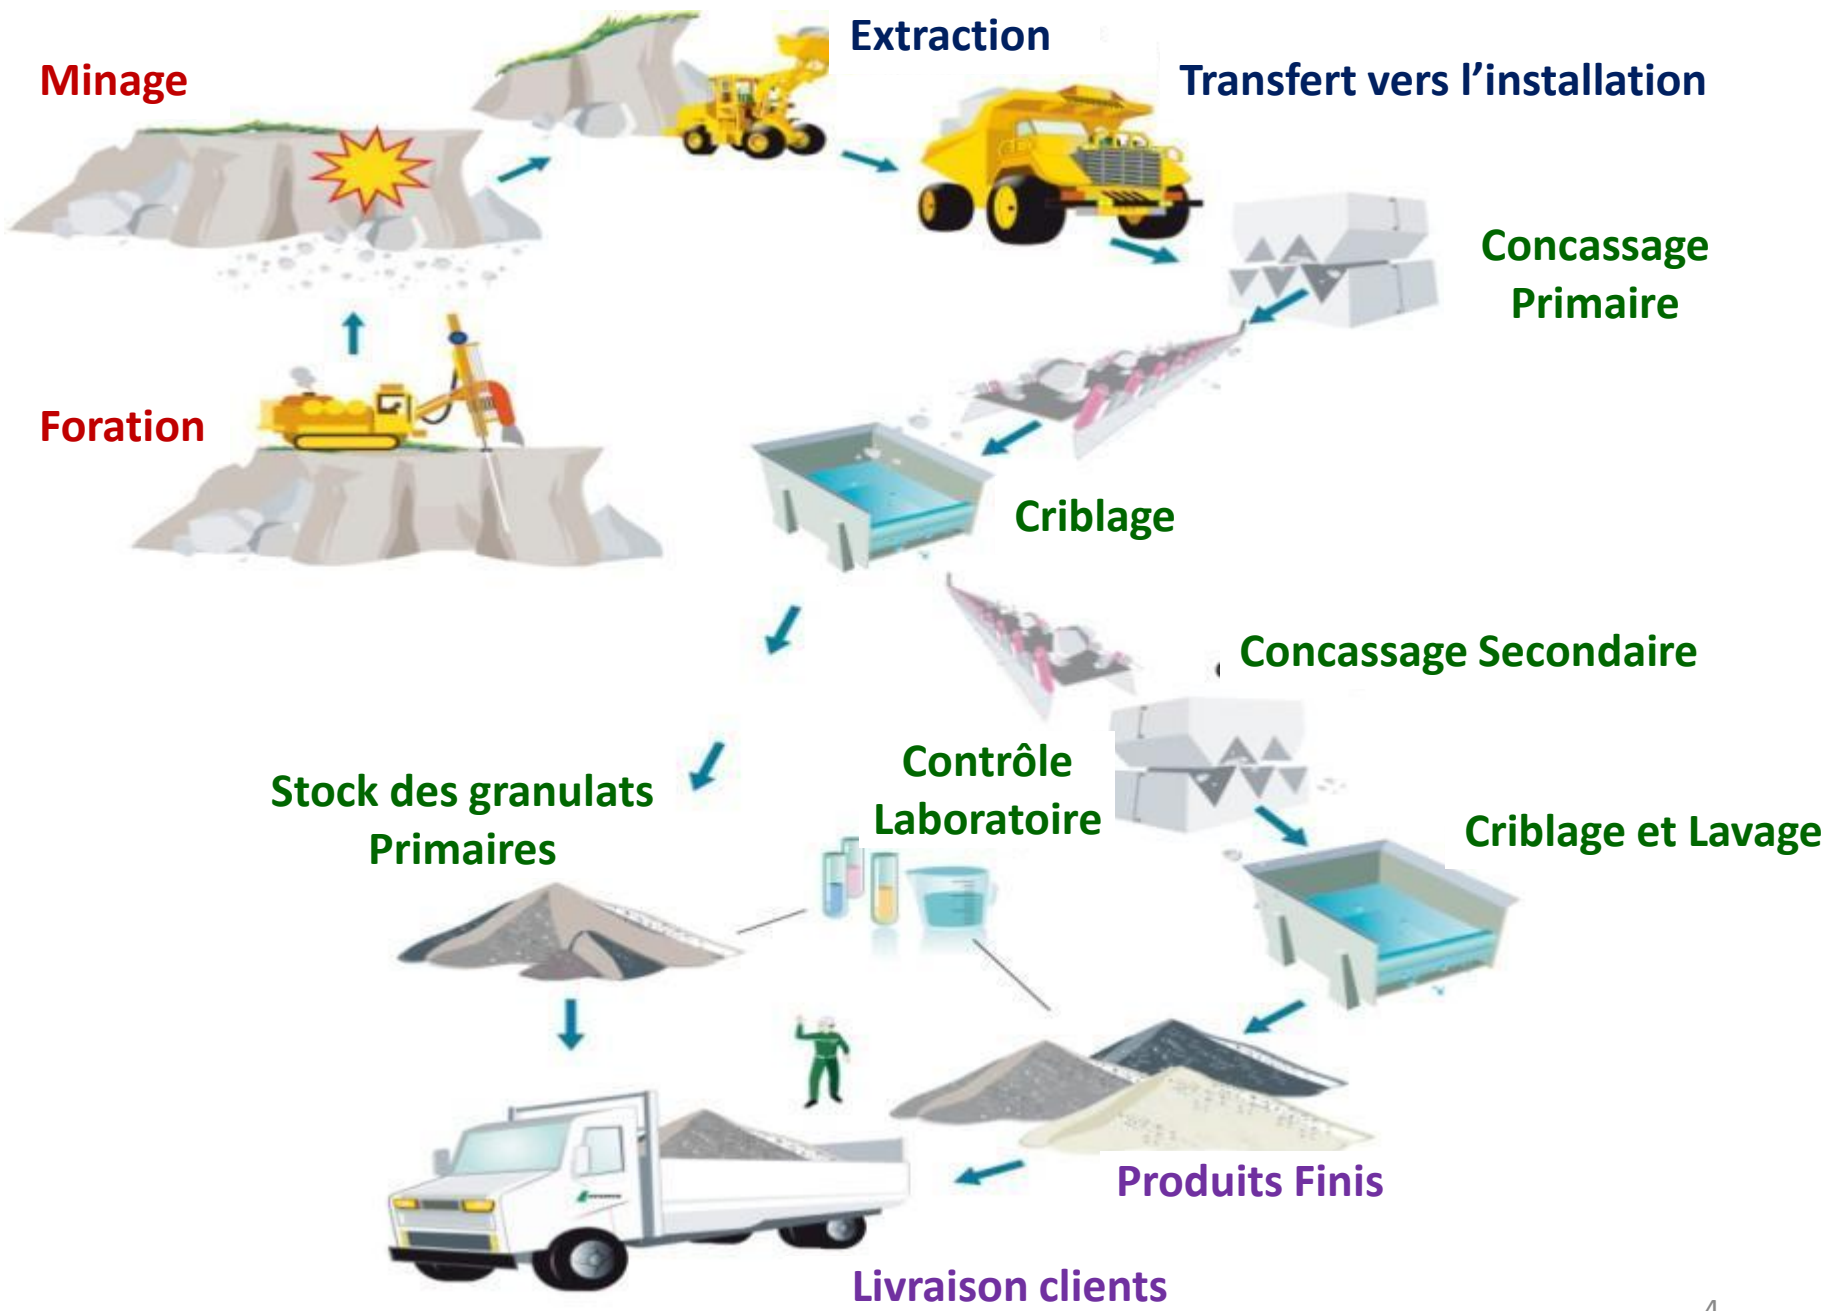 Extraction
Minage
Transfert vers l’installation
Concassage
Primaire
Foration
Criblage
Concassage Secondaire
Contrôle
Laboratoire
Stock des granulats
Primaires
Criblage et Lavage
Produits Finis
Livraison clients
4